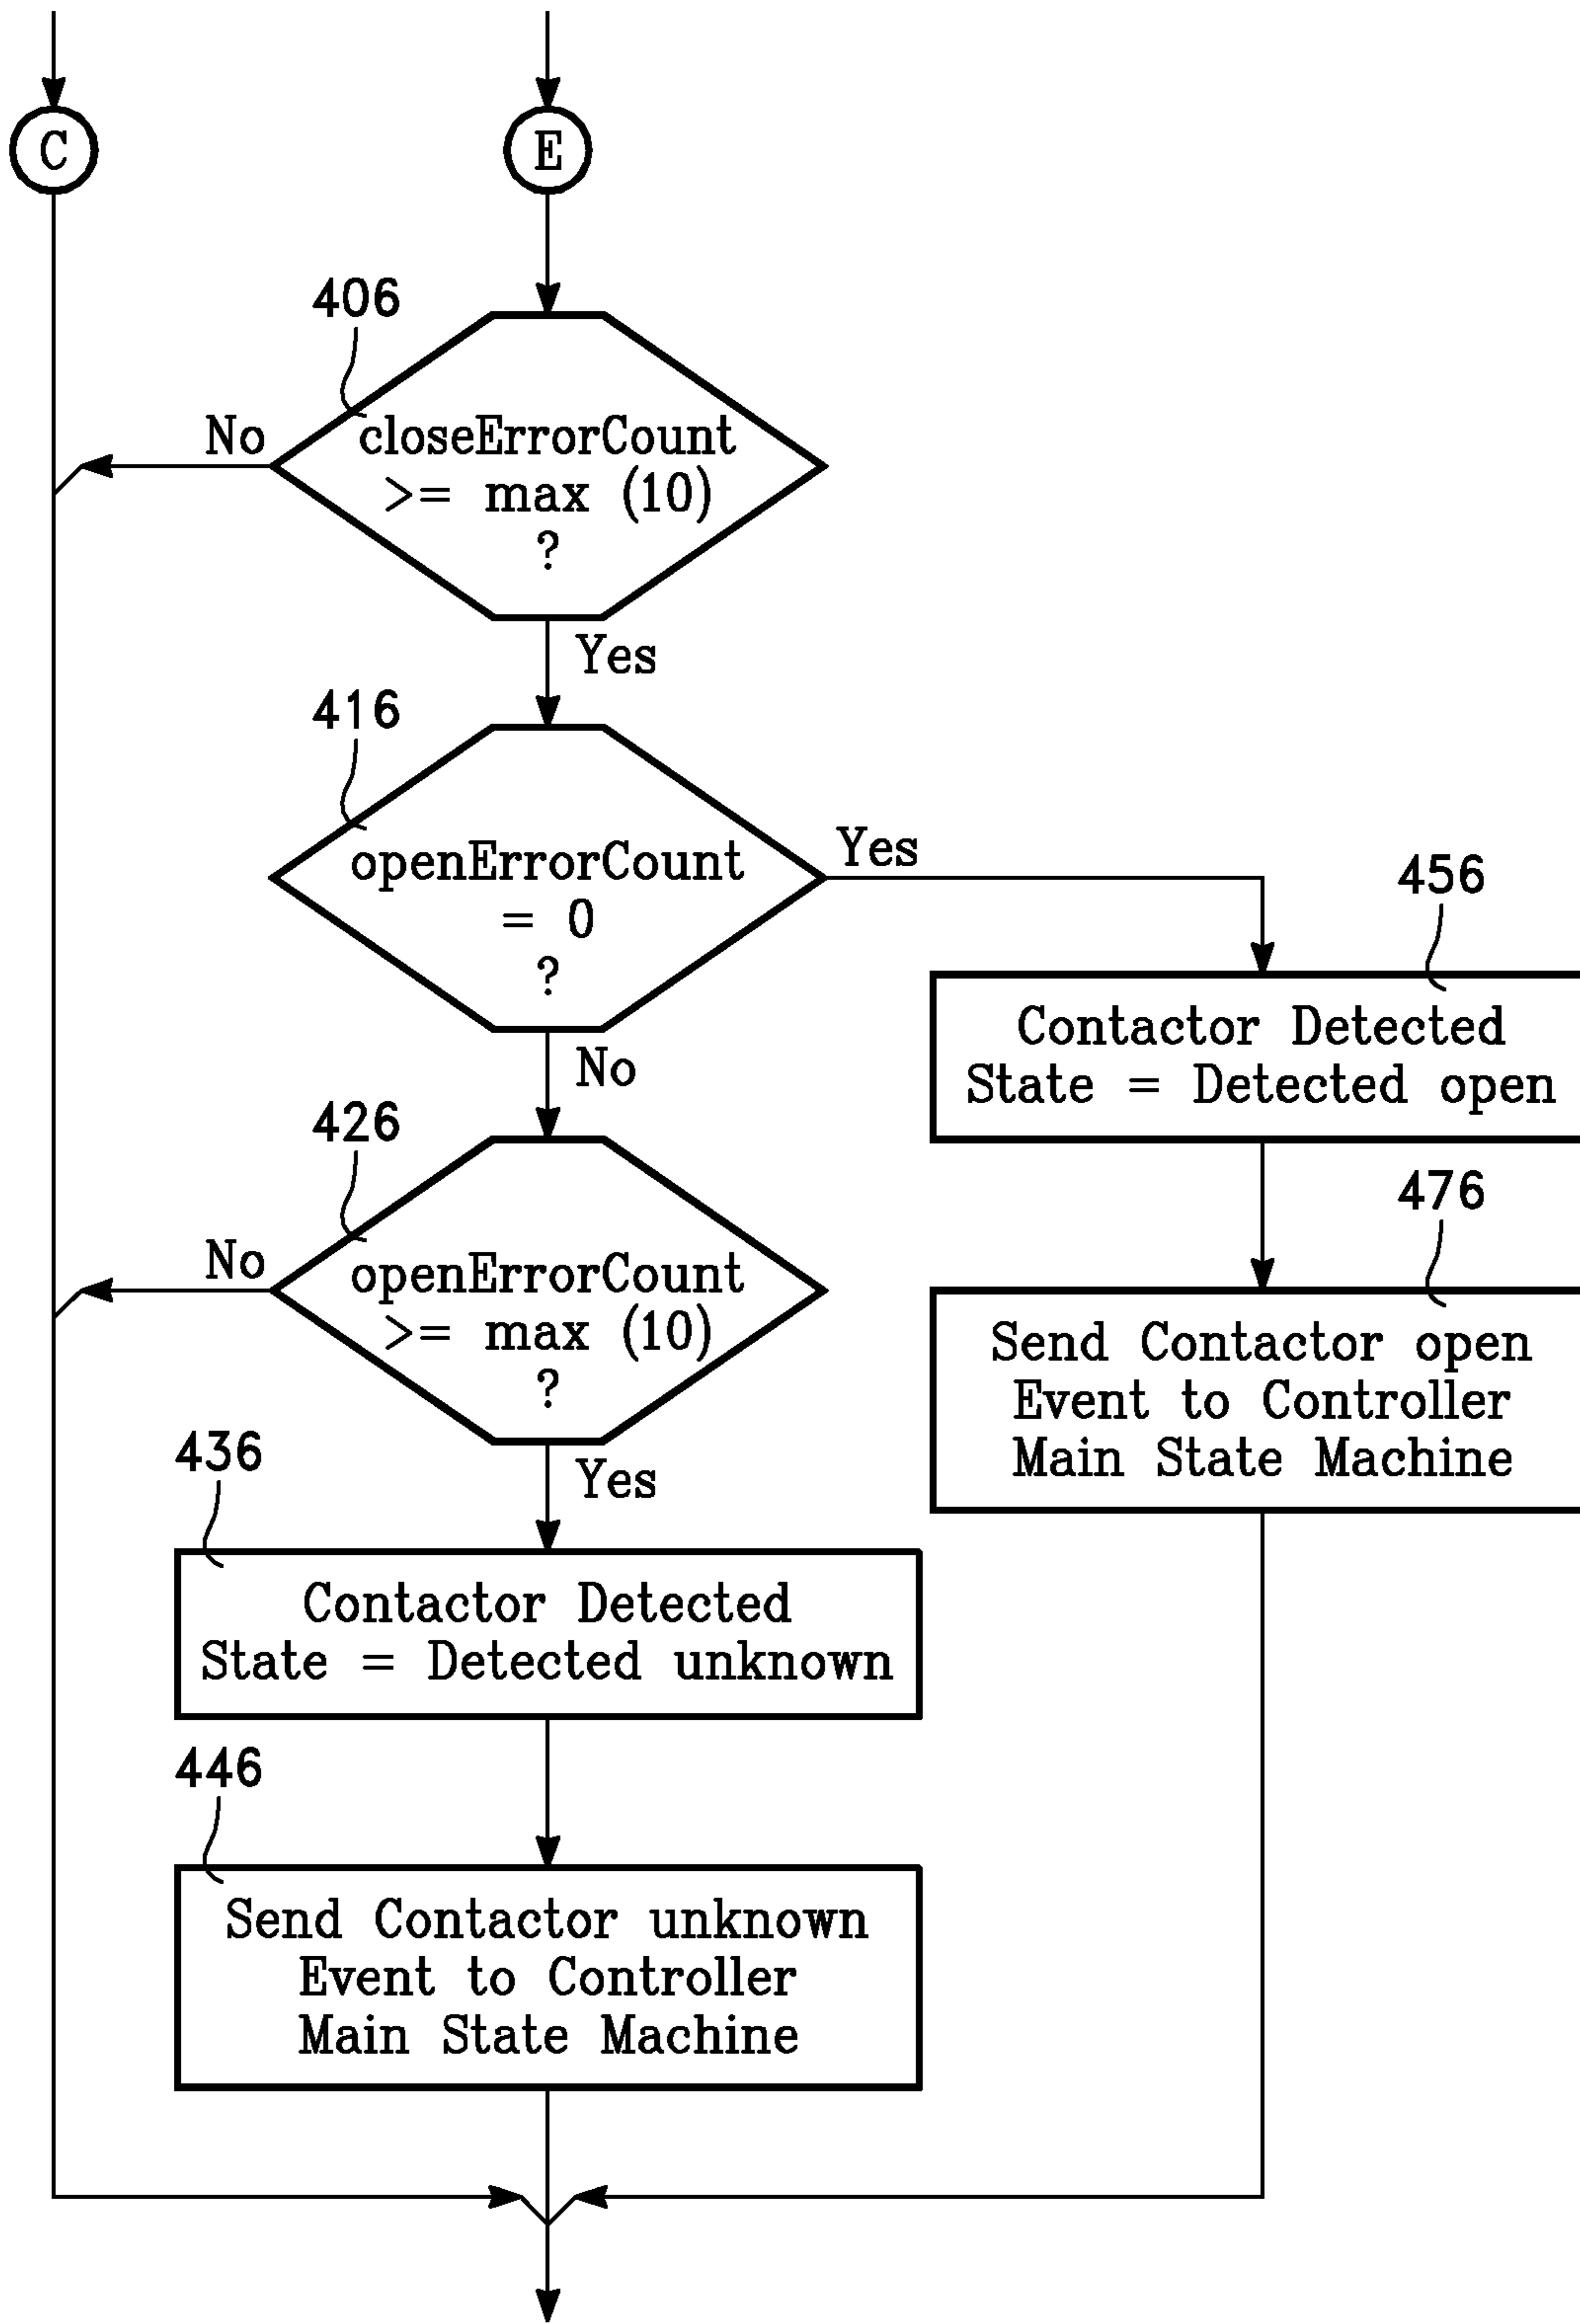 C
E
406
No
closeErrorCount
>= max (10)
?
Yes
416
openErrorCount
= 0
?
Yes
No
456
Contactor Detected
State = Detected open
426
No
openErrorCount
>= max (10)
?
Yes
476
Send Contactor open
Event to Controller
Main State Machine
436
Contactor Detected
State = Detected unknown
446
Send Contactor unknown
Event to Controller
Main State Machine